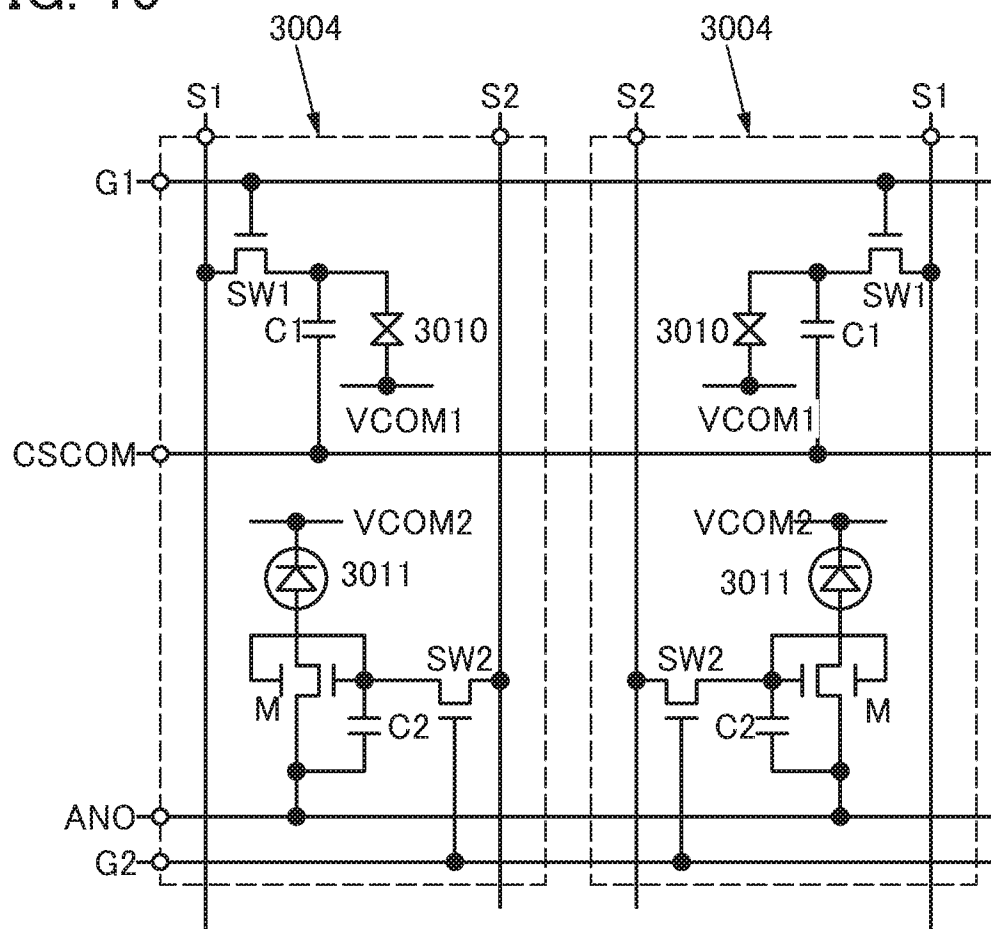 3004 3004
S1 S2 S2 S1
G1
SW1 SW1
C1 3010 3010 C1
VCOM1 VCOM1
CSCOM
VCOM2 VCOM2
3011 3011
SW2 SW2
M M
C2 C2
ANO
G2